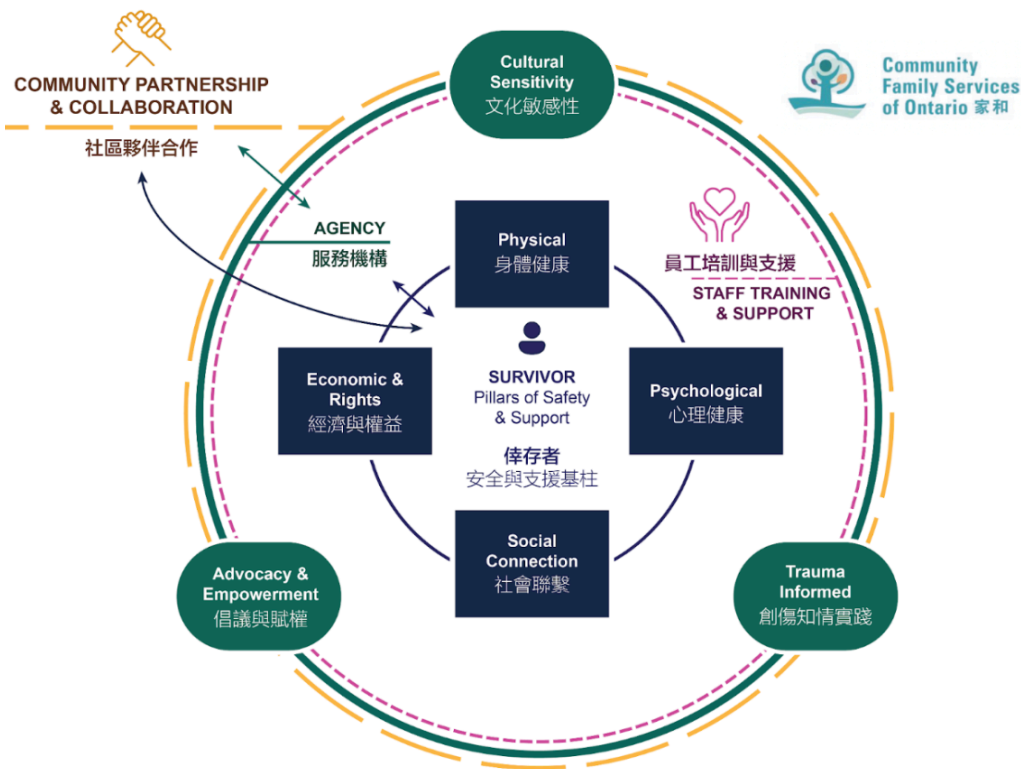 COMMUNITY PARTNERSHIP
& COLLABORATION
社區夥伴合作
Cultural
Sensitivity
文化敏感性
Community
Family Services
of Ontario 家和
AGENCY
服務機構
Physical
身體健康
員工培訓與支援
STAFF TRAINING
& SUPPORT
Economic &
Rights
經濟與權益
SURVIVOR
Pillars of Safety
& Support
倖存者
安全與支援基柱
Psychological
心理健康
Social
Connection
社會聯繫
Advocacy &
Empowerment
倡議與賦權
Trauma
Informed
創傷知情實踐